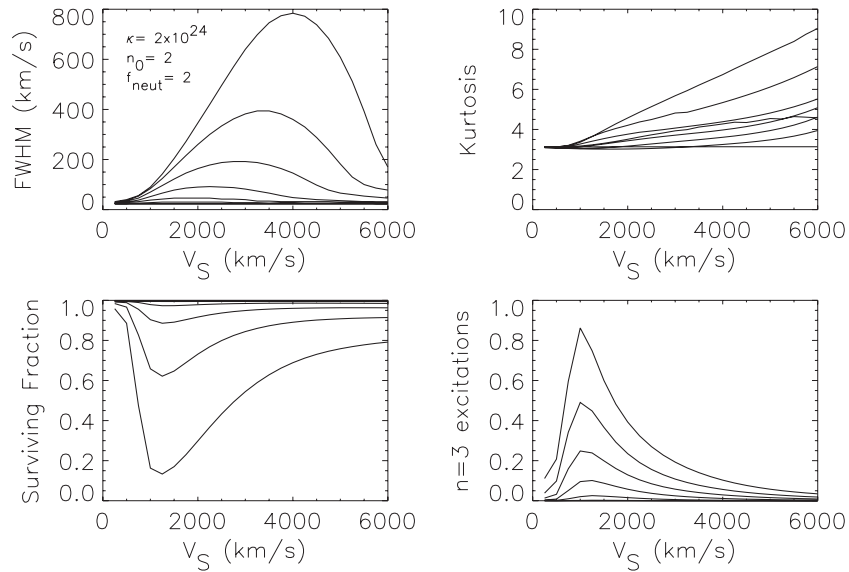 800
600
400
200
0
FWHM (km/s)
κ= 2x10^24
n_0= 2
f_neut= 2
0 2000 4000 6000
V_S (km/s)
10
8
6
4
2
0
Kurtosis
0 2000 4000 6000
V_S (km/s)
1.0
0.8
0.6
0.4
0.2
0.0
Surviving Fraction
0 2000 4000 6000
V_S (km/s)
1.0
0.8
0.6
0.4
0.2
0.0
n=3 excitations
0 2000 4000 6000
V_S (km/s)